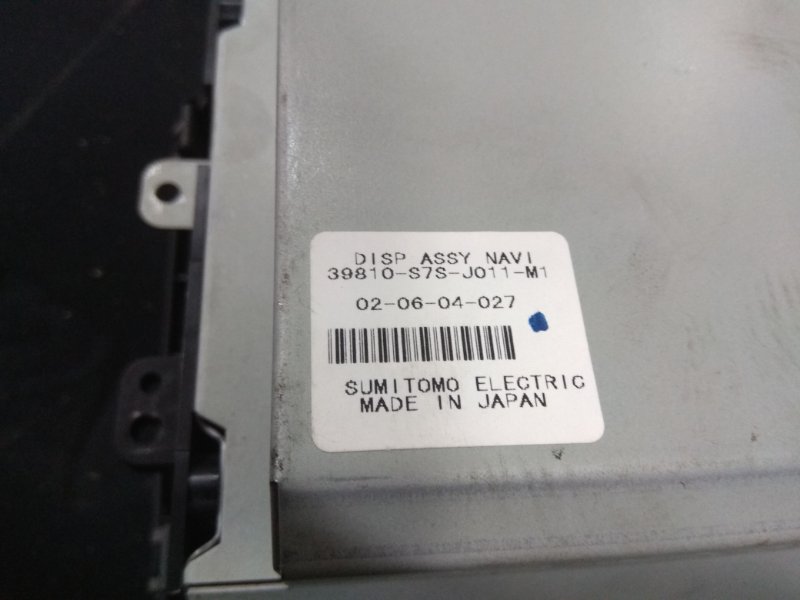 DISP ASSY NAVI
39810-S7S-J011-M1
02-06-04-027
SUMITOMO ELECTRIC
MADE IN JAPAN